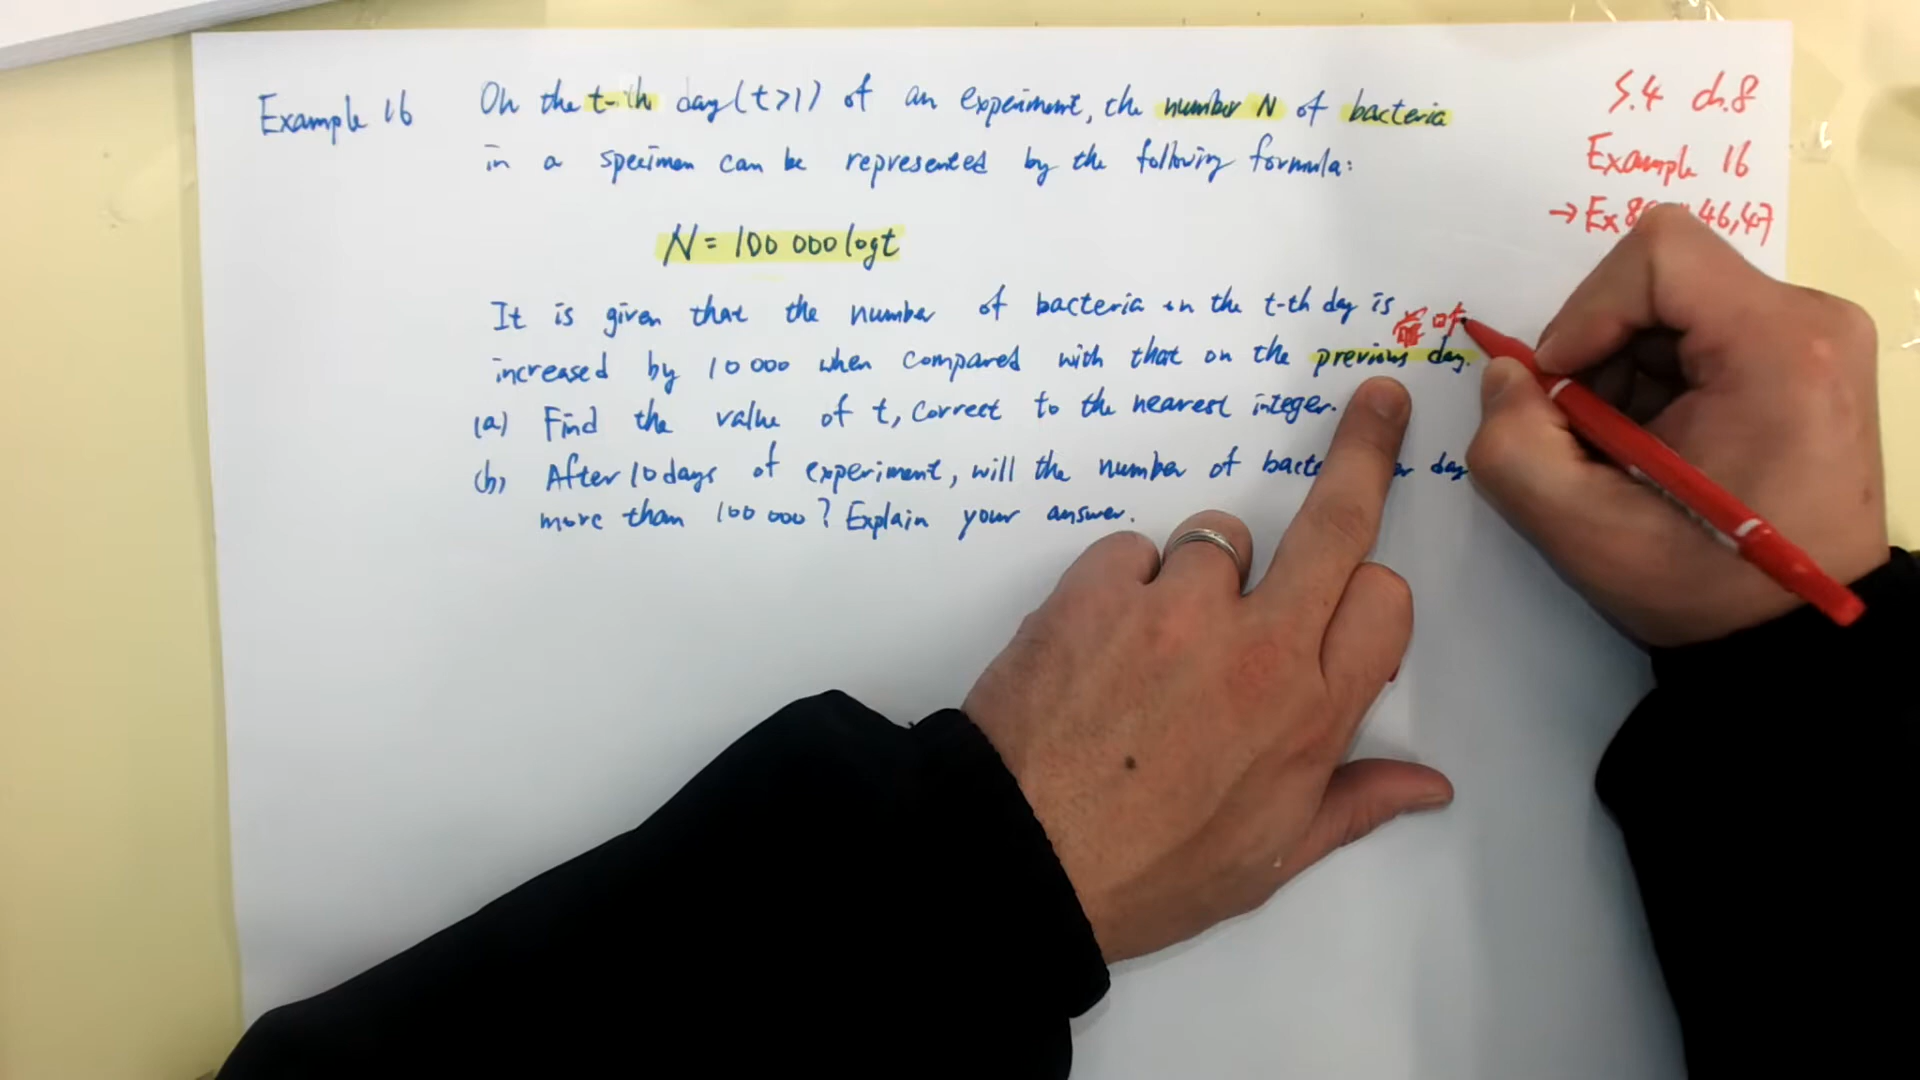 Example 16 On the t-th day (t>1) of an experiment, the number N of bacteria
in a specimen can be represented by the following formula:
N = 100 000 log t
It is given that the number of bacteria on the t-th day is
increased by 10 000 when compared with that on the previous day.
(a) Find the value of t, correct to the nearest integer.
(b) After 10 days of experiment, will the number of day
more than 100 000? Explain your answer.
S.4 ch.8
Example 16
→ Ex 46,47